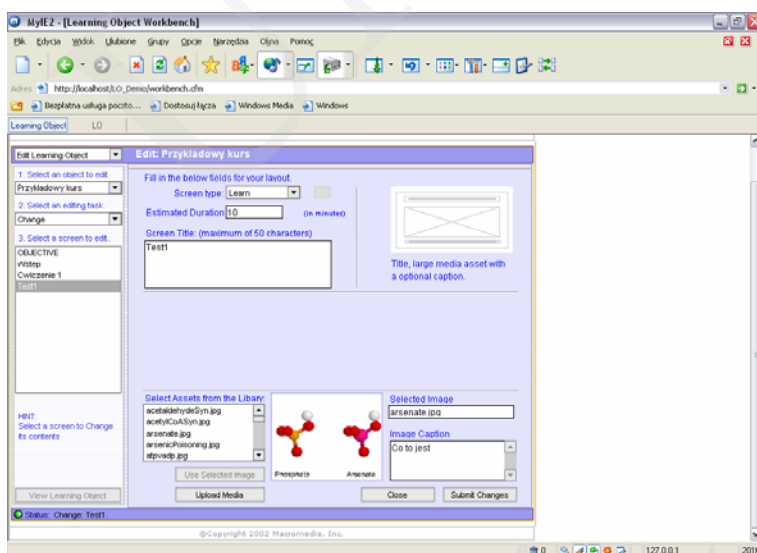 MyIE2 - [Learning Object Workbench]
Plik Edycja Widok Ulubione Grupy Opcje Narzędzia Okna Pomoc
Adres http://localhost/LO_Demo/workbench.cfm
Bezpłatna usługa poczto... Dostosuj łącza Windows Media Windows
Learning Object LO
Edit Learning Object
Edit: Przykladowy kurs
1. Select an object to edit
Przykladowy kurs
2. Select an editing task.
Change
3. Select a screen to edit.
OBJECTIVE
Wstep
Cwiczenie 1
Test1
HINT:
Select a screen to Change
its contents
View Learning Object
Fill in the below fields for your layout.
Screen type: Learn
Estimated Duration 10 (in minutes)
Screen Title: (maximum of 50 characters)
Test1
Title, large media asset with
a optional caption.
Select Assets from the Libary
acetaldehydeSyn.jpg
acetylCoASyn.jpg
arsenate.jpg
arsenicPoisoning.jpg
atpvadp.jpg
Use Selected Image
Upload Media
Phosphate Arsenate
Selected Image
arsenate.jpg
Image Caption
Co to jest
Close Submit Changes
Status: Change: Test1.
©Copyright 2002 Macromedia, Inc.
0 127.0.0.1